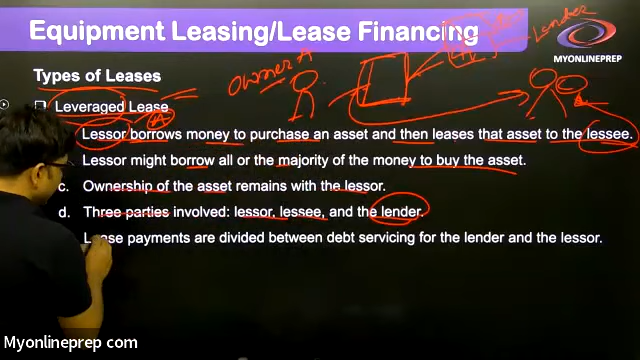 Equipment Leasing/Lease Financing
MYONLINEPREP
Types of Leases
Lender
Owner A
Leveraged Lease
A
Lessor borrows money to purchase an asset and then leases that asset to the lessee.
Lessor might borrow all or the majority of the money to buy the asset.
c. Ownership of the asset remains with the lessor.
d. Three parties involved: lessor, lessee, and the lender.
Lease payments are divided between debt servicing for the lender and the lessor.
Myonlineprep com